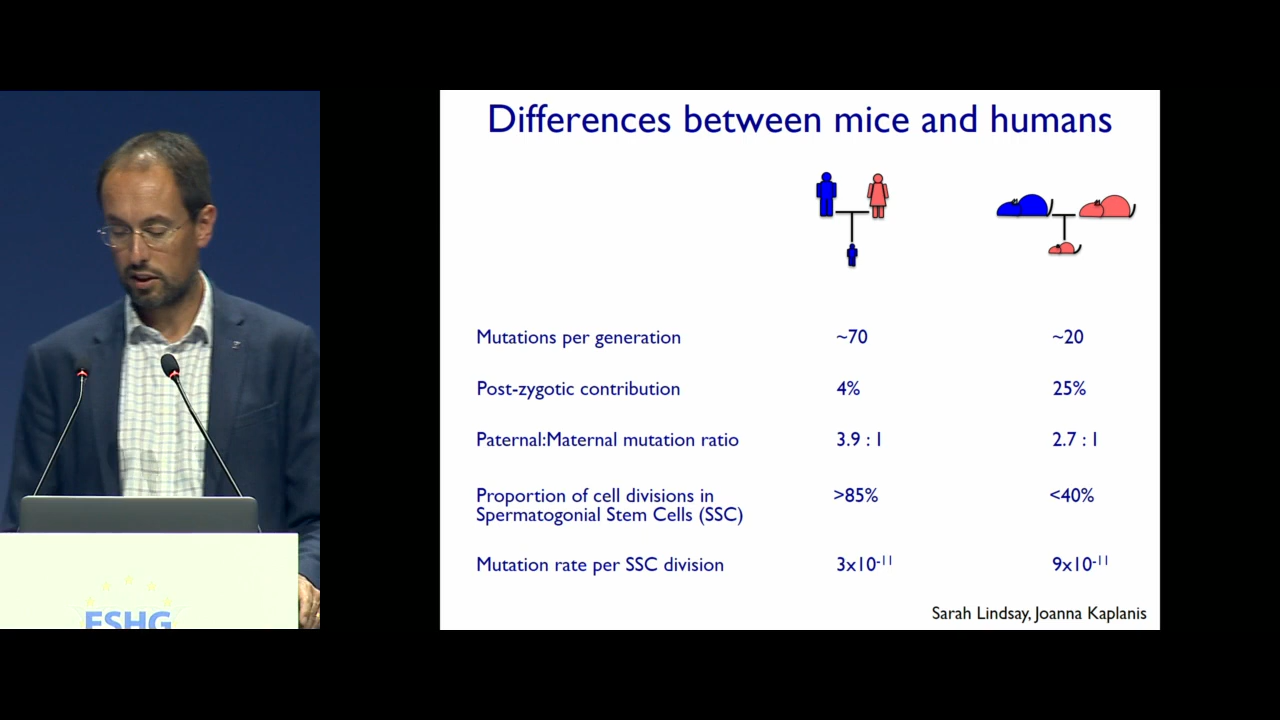 Differences between mice and humans
Mutations per generation ~70 ~20
Post-zygotic contribution 4% 25%
Paternal:Maternal mutation ratio 3.9 : 1 2.7 : 1
Proportion of cell divisions in
Spermatogonial Stem Cells (SSC) >85% <40%
Mutation rate per SSC division 3x10⁻¹¹ 9x10⁻¹¹
Sarah Lindsay, Joanna Kaplanis
ESHG